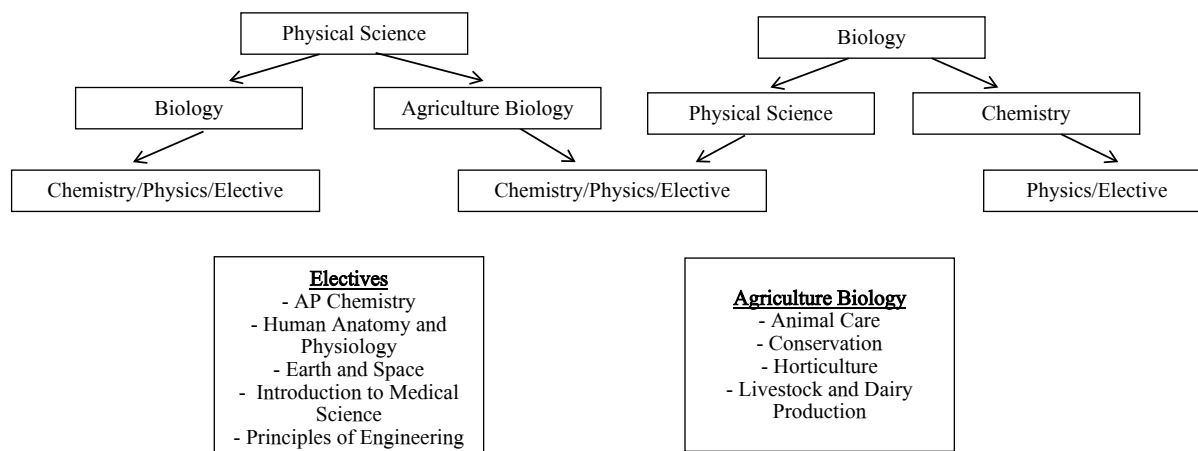 Physical Science
Biology
Biology
Agriculture Biology
Physical Science
Chemistry
Chemistry/Physics/Elective
Chemistry/Physics/Elective
Physics/Elective
Electives
- AP Chemistry
- Human Anatomy and
Physiology
- Earth and Space
- Introduction to Medical
Science
- Principles of Engineering
Agriculture Biology
- Animal Care
- Conservation
- Horticulture
- Livestock and Dairy
Production